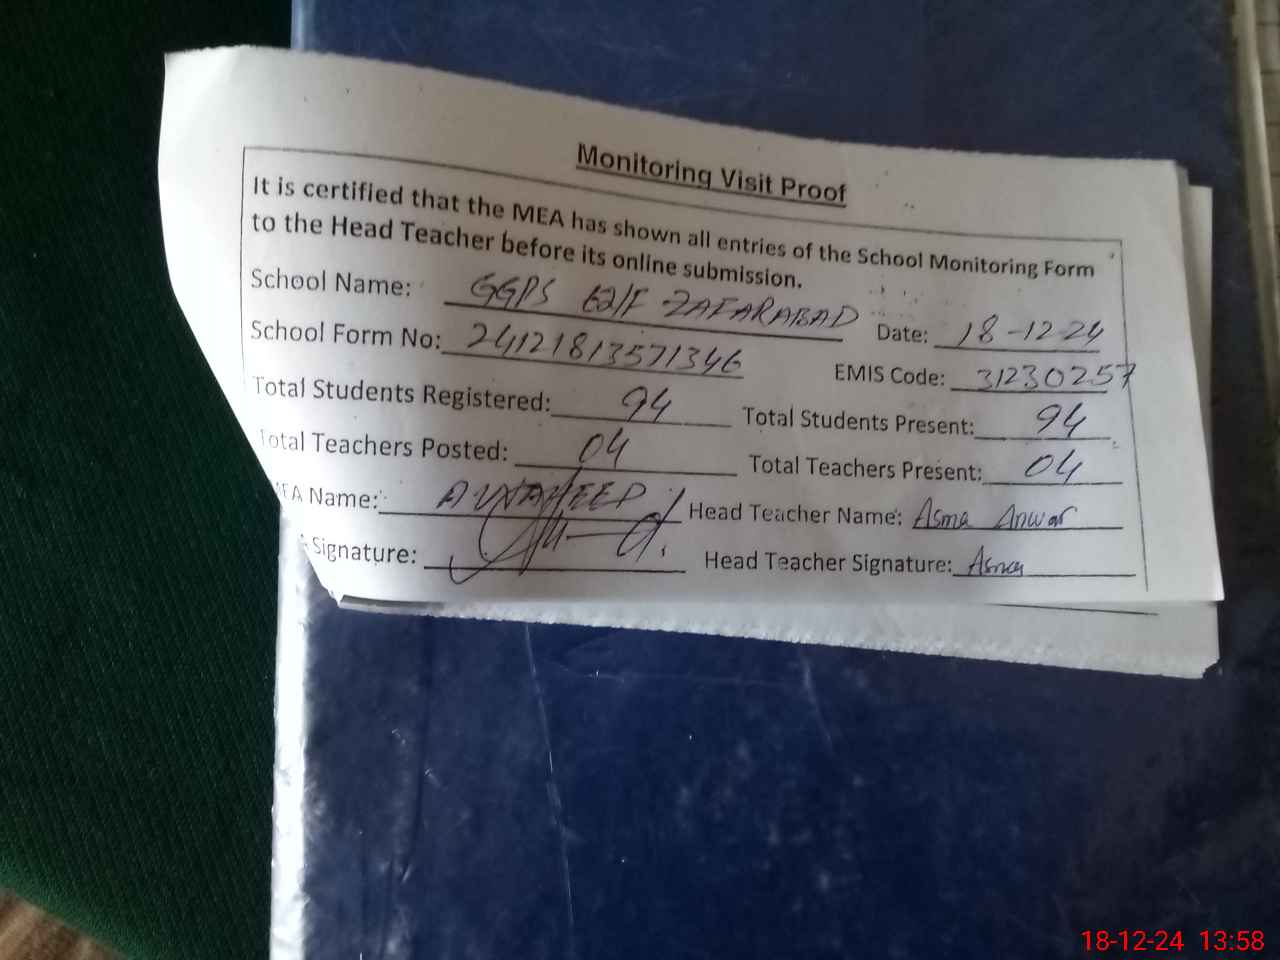 Monitoring Visit Proof
It is certified that the MEA has shown all entries of the School Monitoring Form
to the Head Teacher before its online submission.
School Name: GGPS 62/F ZAFARABAD Date: 18-12-24
School Form No: 24121813571346 EMIS Code: 31230257
Total Students Registered: 94 Total Students Present: 94
Total Teachers Posted: 04 Total Teachers Present: 04
MEA Name: Head Teacher Name: Asma Anwar
Signature: Head Teacher Signature: Asma
18-12-24 13:58